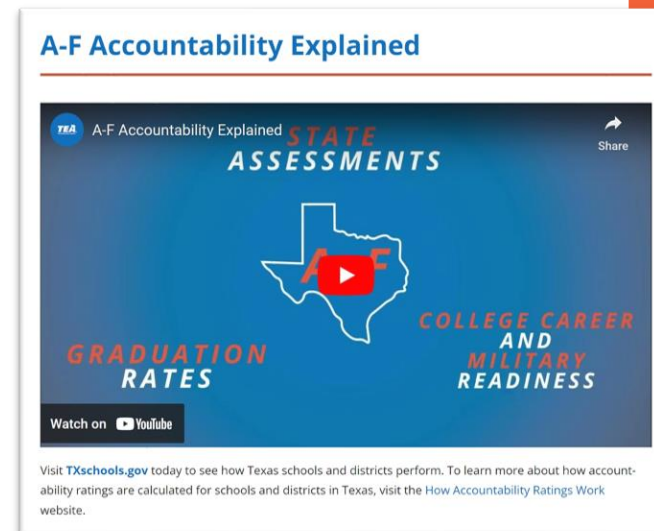 A-F Accountability Explained
TEA A-F Accountability Explained
Share
STATE
ASSESSMENTS
A-F
COLLEGE CAREER
AND
MILITARY
READINESS
GRADUATION
RATES
Watch on YouTube
Visit TXschools.gov today to see how Texas schools and districts perform. To learn more about how account-
ability ratings are calculated for schools and districts in Texas, visit the How Accountability Ratings Work
website.